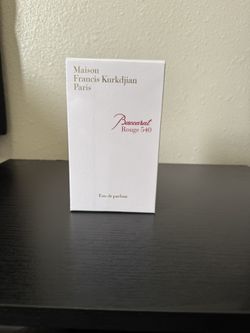 Maison
Francis Kurkdjian
Paris
Baccarat
Rouge 540
Eau de parfum